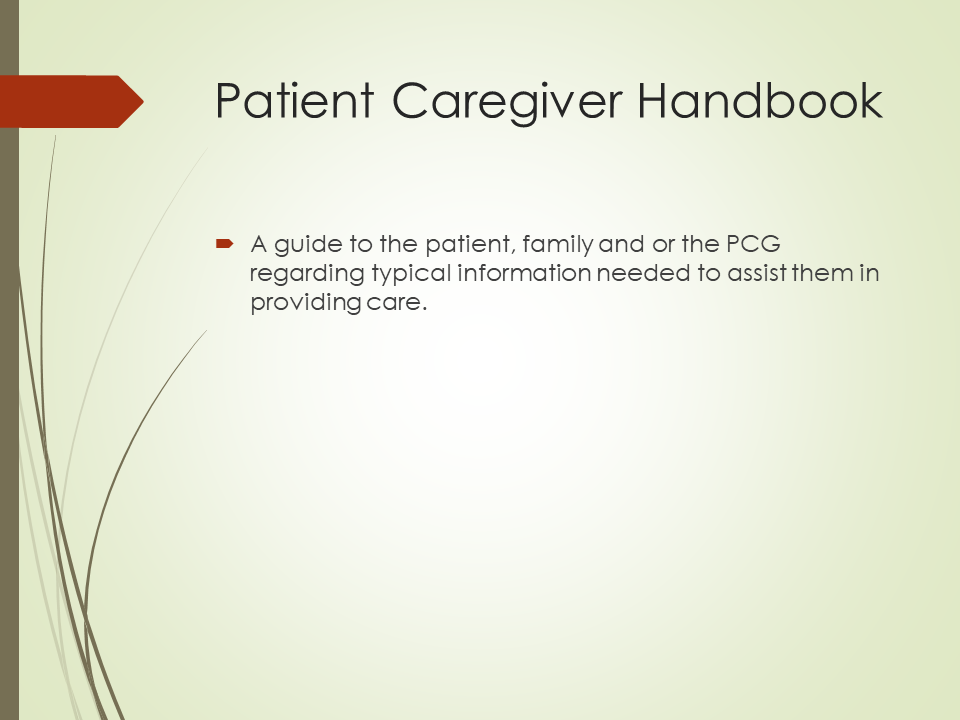 Patient Caregiver Handbook
A guide to the patient, family and or the PCG
regarding typical information needed to assist them in
providing care.